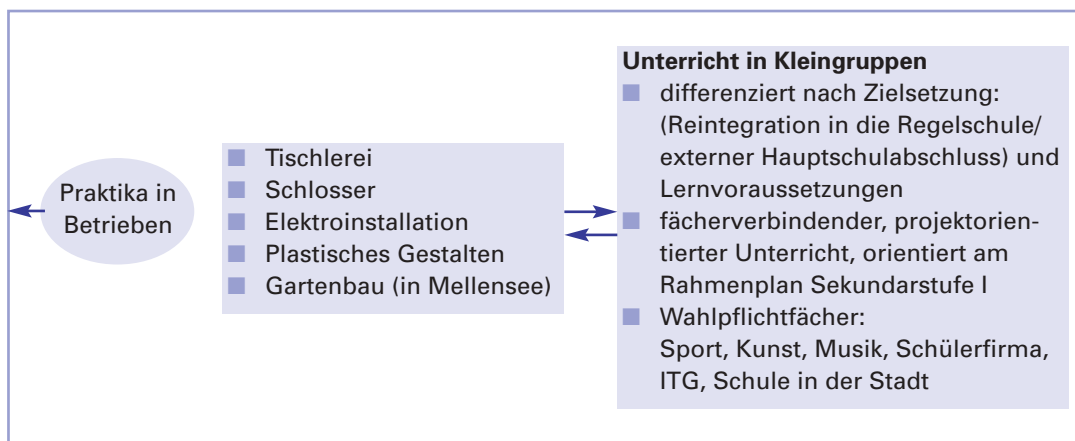 Praktika in
Betrieben
Tischlerei
Schlosser
Elektroinstallation
Plastisches Gestalten
Gartenbau (in Mellensee)
Unterricht in Kleingruppen
differenziert nach Zielsetzung:
(Reintegration in die Regelschule/
externer Hauptschulabschluss) und
Lernvoraussetzungen
fächerverbindender, projektorien-
tierter Unterricht, orientiert am
Rahmenplan Sekundarstufe I
Wahlpflichtfächer:
Sport, Kunst, Musik, Schülerfirma,
ITG, Schule in der Stadt